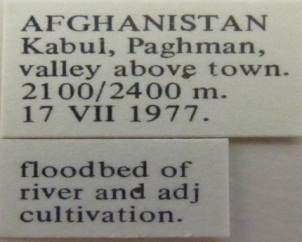 AFGHANISTAN
Kabul, Paghman,
valley above town.
2100/2400 m.
17 VII 1977.
floodbed of
river and adj
cultivation.